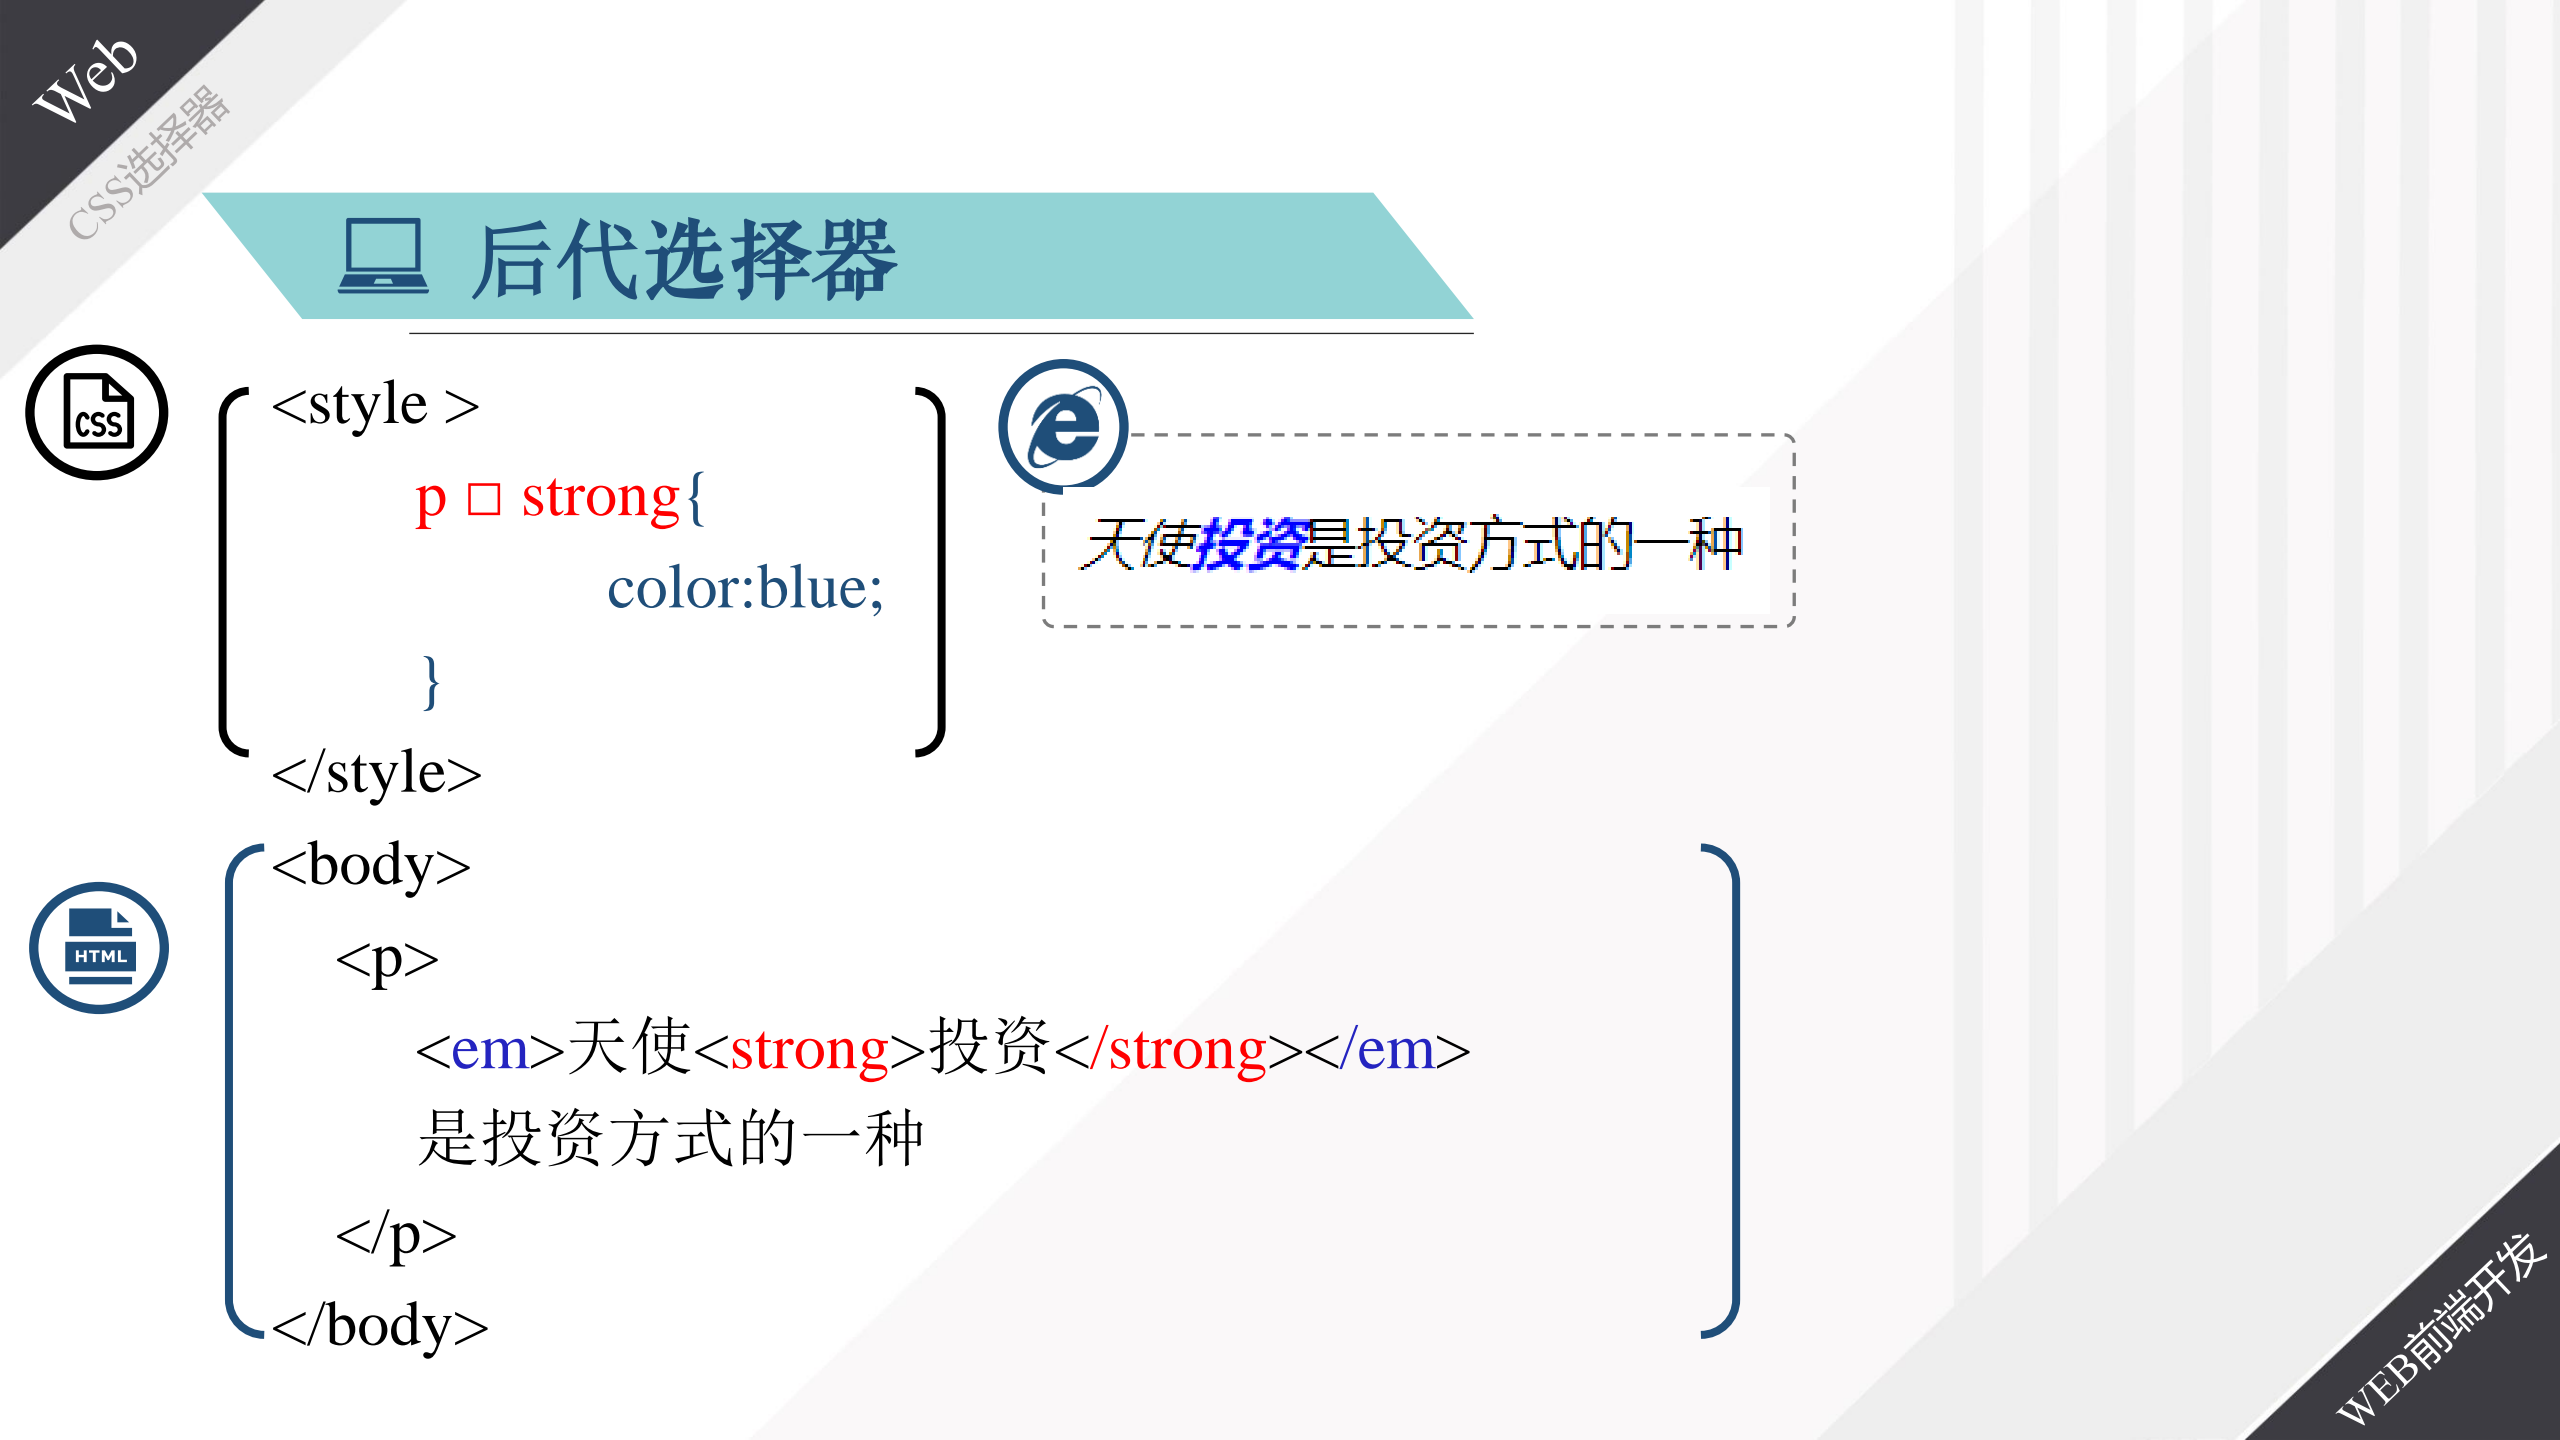 Web
CSS选择器
后代选择器
CSS
<style >
p □ strong{
color:blue;
}
</style>
天使投资是投资方式的一种
<body>
HTML
<p>
<em>天使<strong>投资</strong></em>
是投资方式的一种
</p>
</body>
WEB前端开发